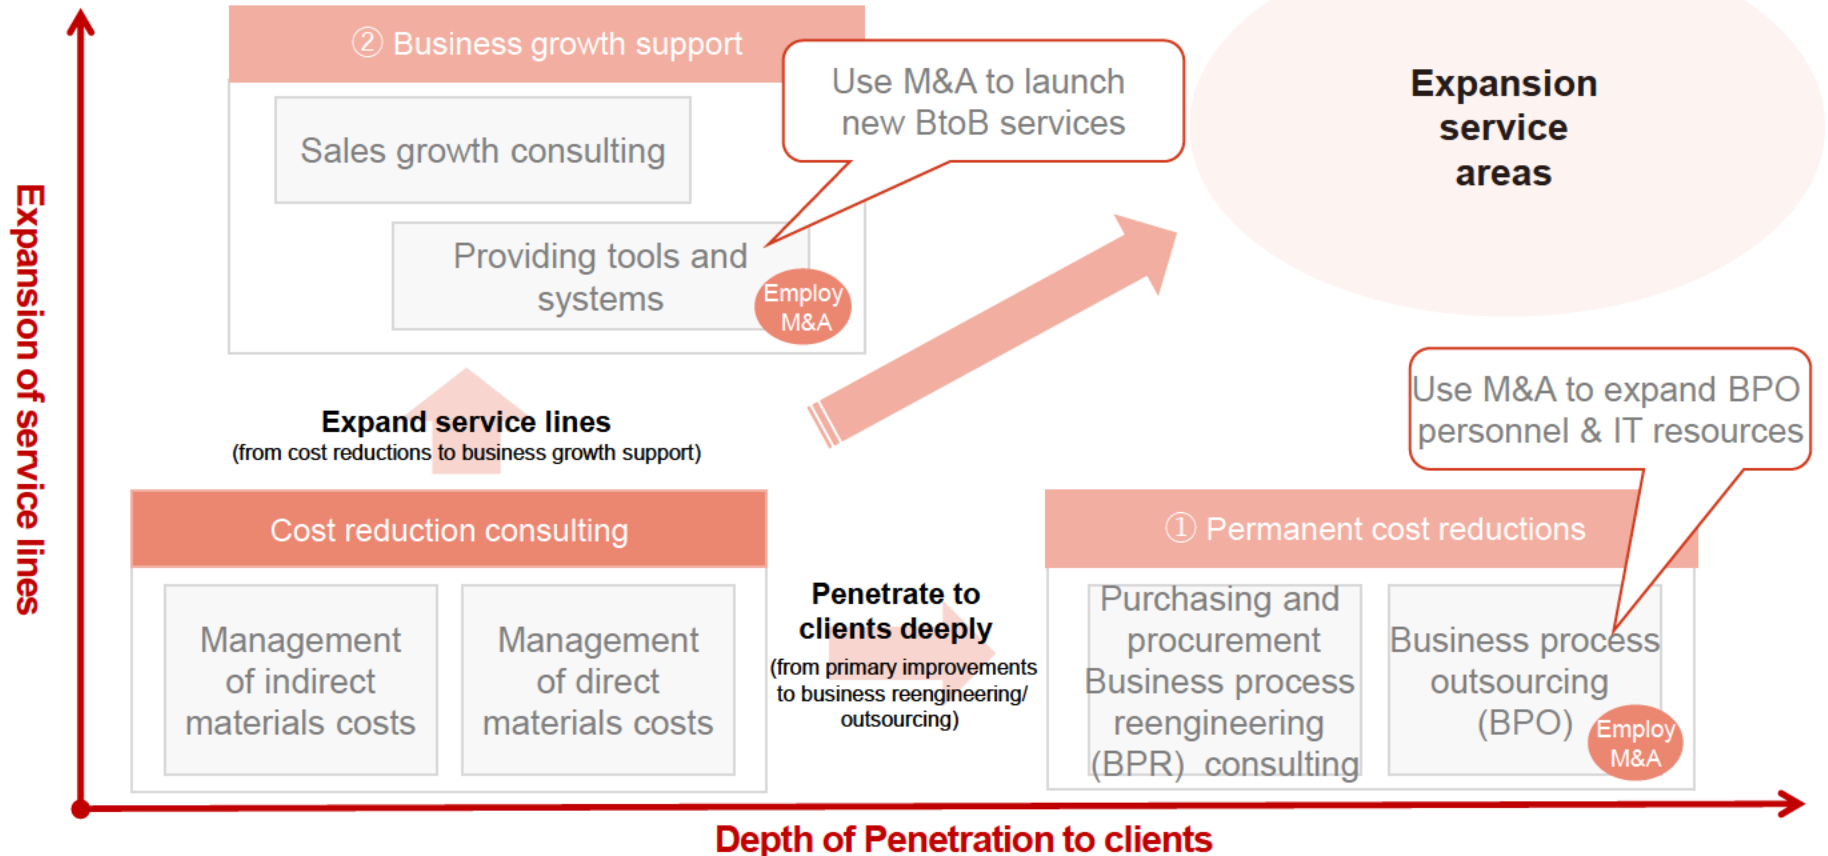 ② Business growth support
Use M&A to launch
new BtoB services
Sales growth consulting
Providing tools and
systems
Employ
M&A
Expansion
service
areas
Expansion of service lines
Expand service lines
(from cost reductions to business growth support)
Use M&A to expand BPO
personnel & IT resources
Cost reduction consulting
Management
of indirect
materials costs
Management
of direct
materials costs
Penetrate to
clients deeply
(from primary improvements
to business reengineering/
outsourcing)
① Permanent cost reductions
Purchasing and
procurement
Business process
reengineering
(BPR) consulting
Business process
outsourcing
(BPO)
Employ
M&A
Depth of Penetration to clients